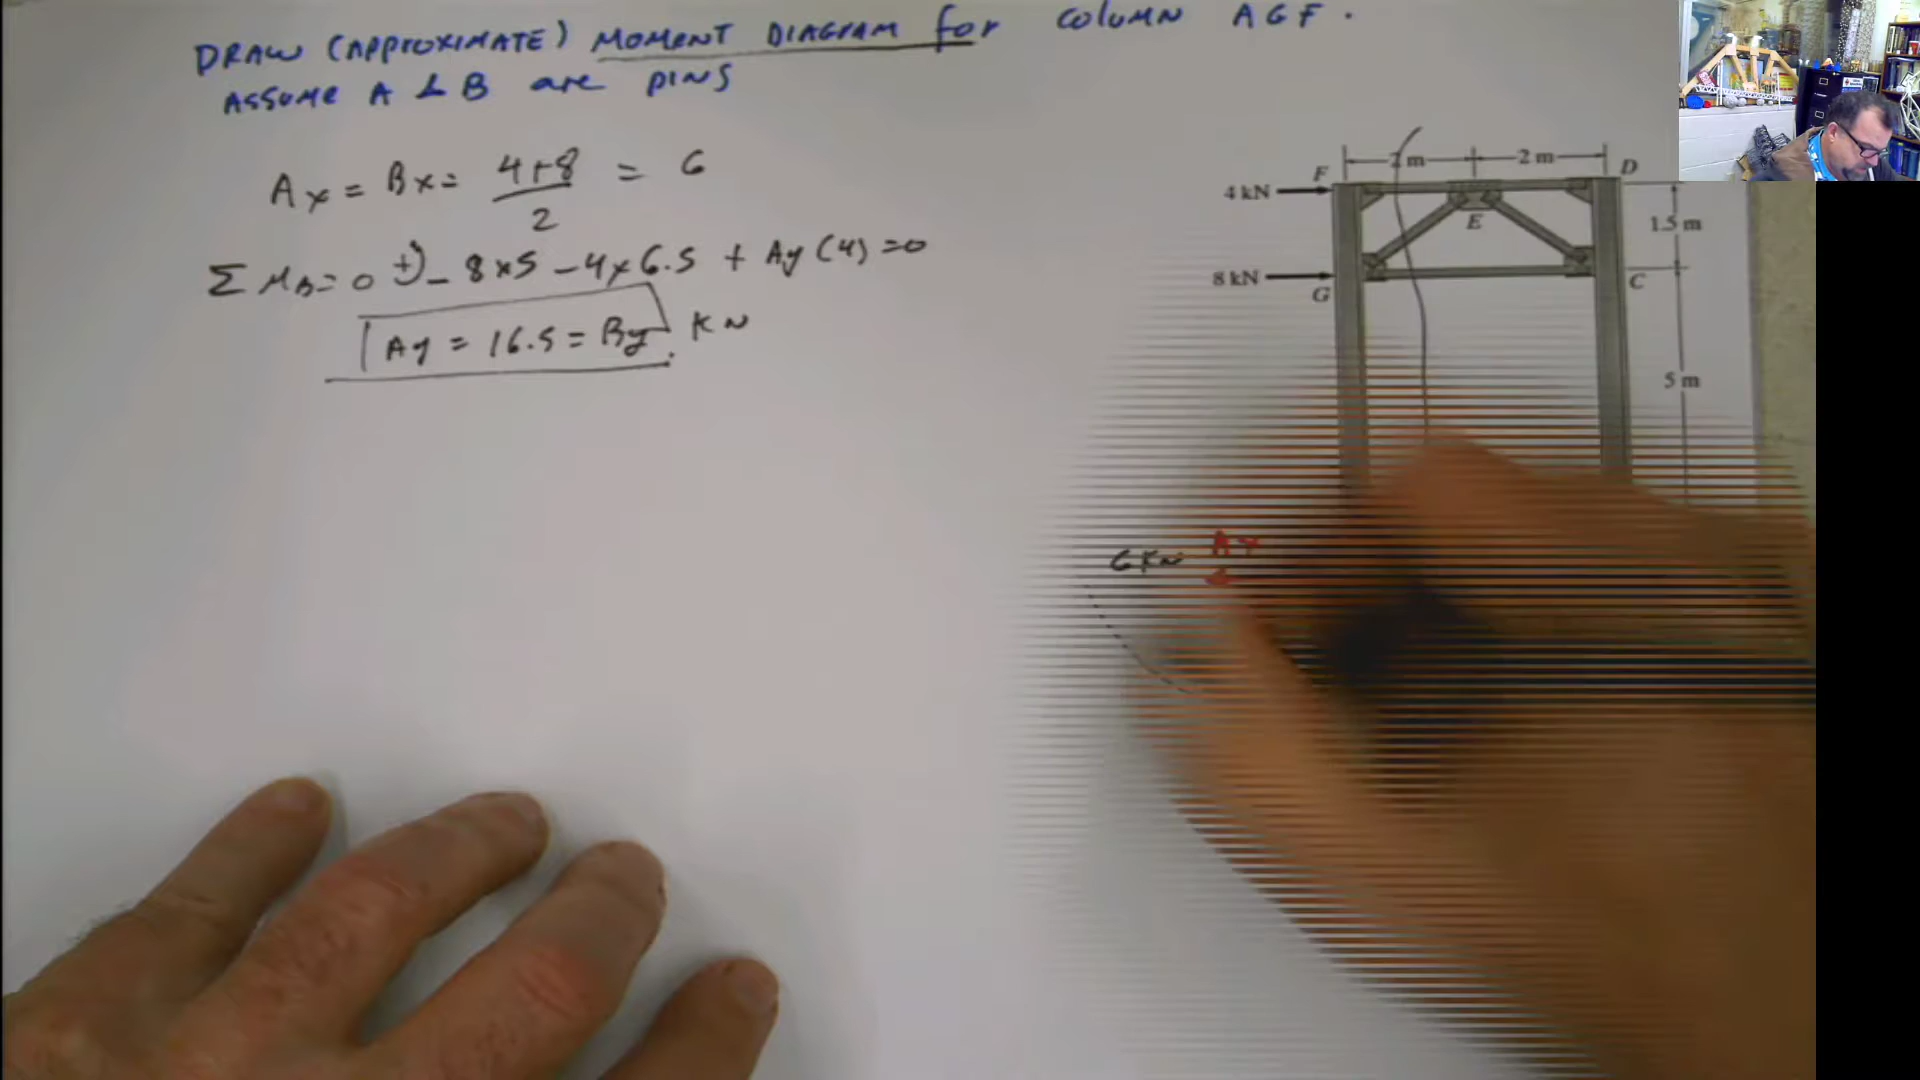 DRAW (APPROXIMATE) MOMENT DIAGRAM for COLUMN AGF.
ASSUME A & B are pins
Ax = Bx = 4+8 / 2 = 6
Σ MB = 0 +) - 8×5 - 4×6.5 + Ay (4) = 0
Ay = 16.5 = By. KN
F 2 m 2 m D
4 kN
E 1.5 m
8 kN
G C
5 m
6 KN Ax